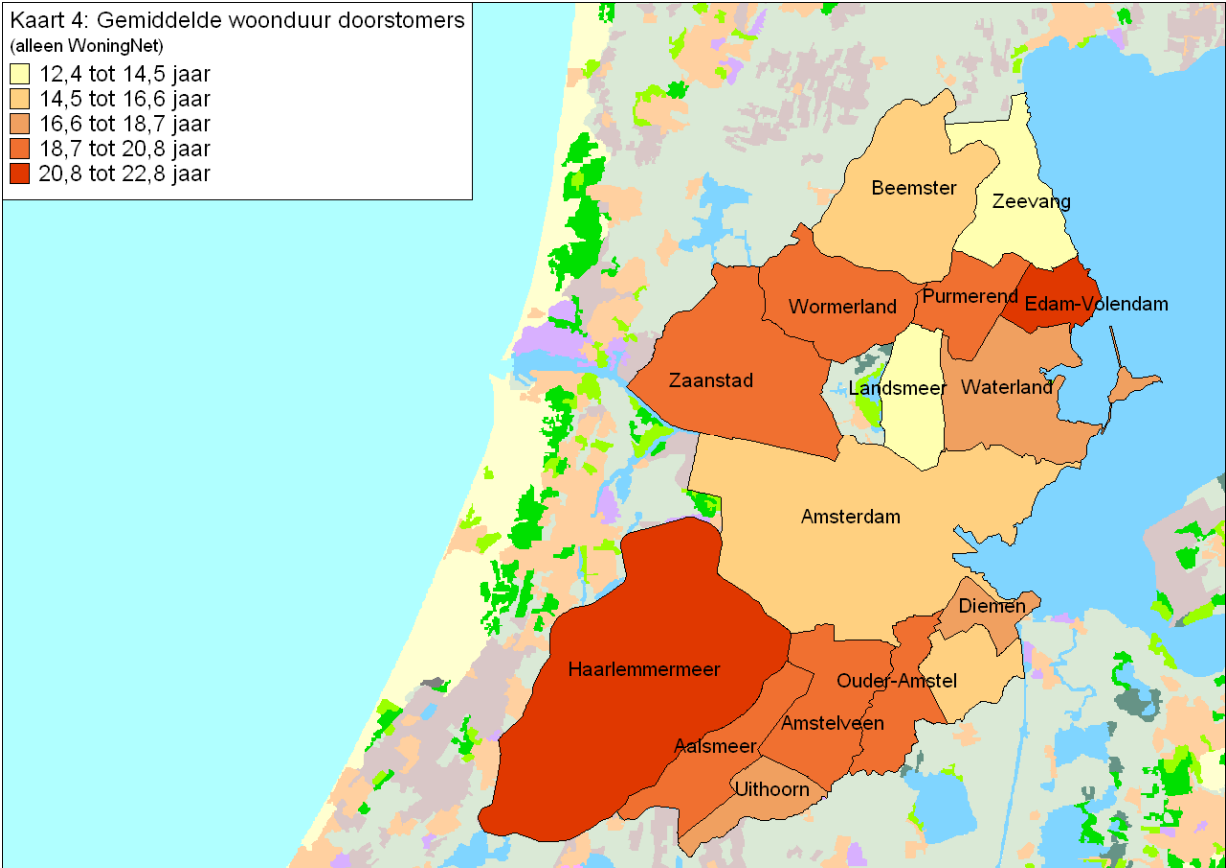 Kaart 4: Gemiddelde woonduur doorstomers
(alleen WoningNet)
12,4 tot 14,5 jaar
14,5 tot 16,6 jaar
16,6 tot 18,7 jaar
18,7 tot 20,8 jaar
20,8 tot 22,8 jaar
Beemster
Zeevang
Purmerend
Edam-Volendam
Wormerland
Zaanstad
Landsmeer
Waterland
Amsterdam
Diemen
Haarlemmermeer
Ouder-Amstel
Amstelveen
Aalsmeer
Uithoorn